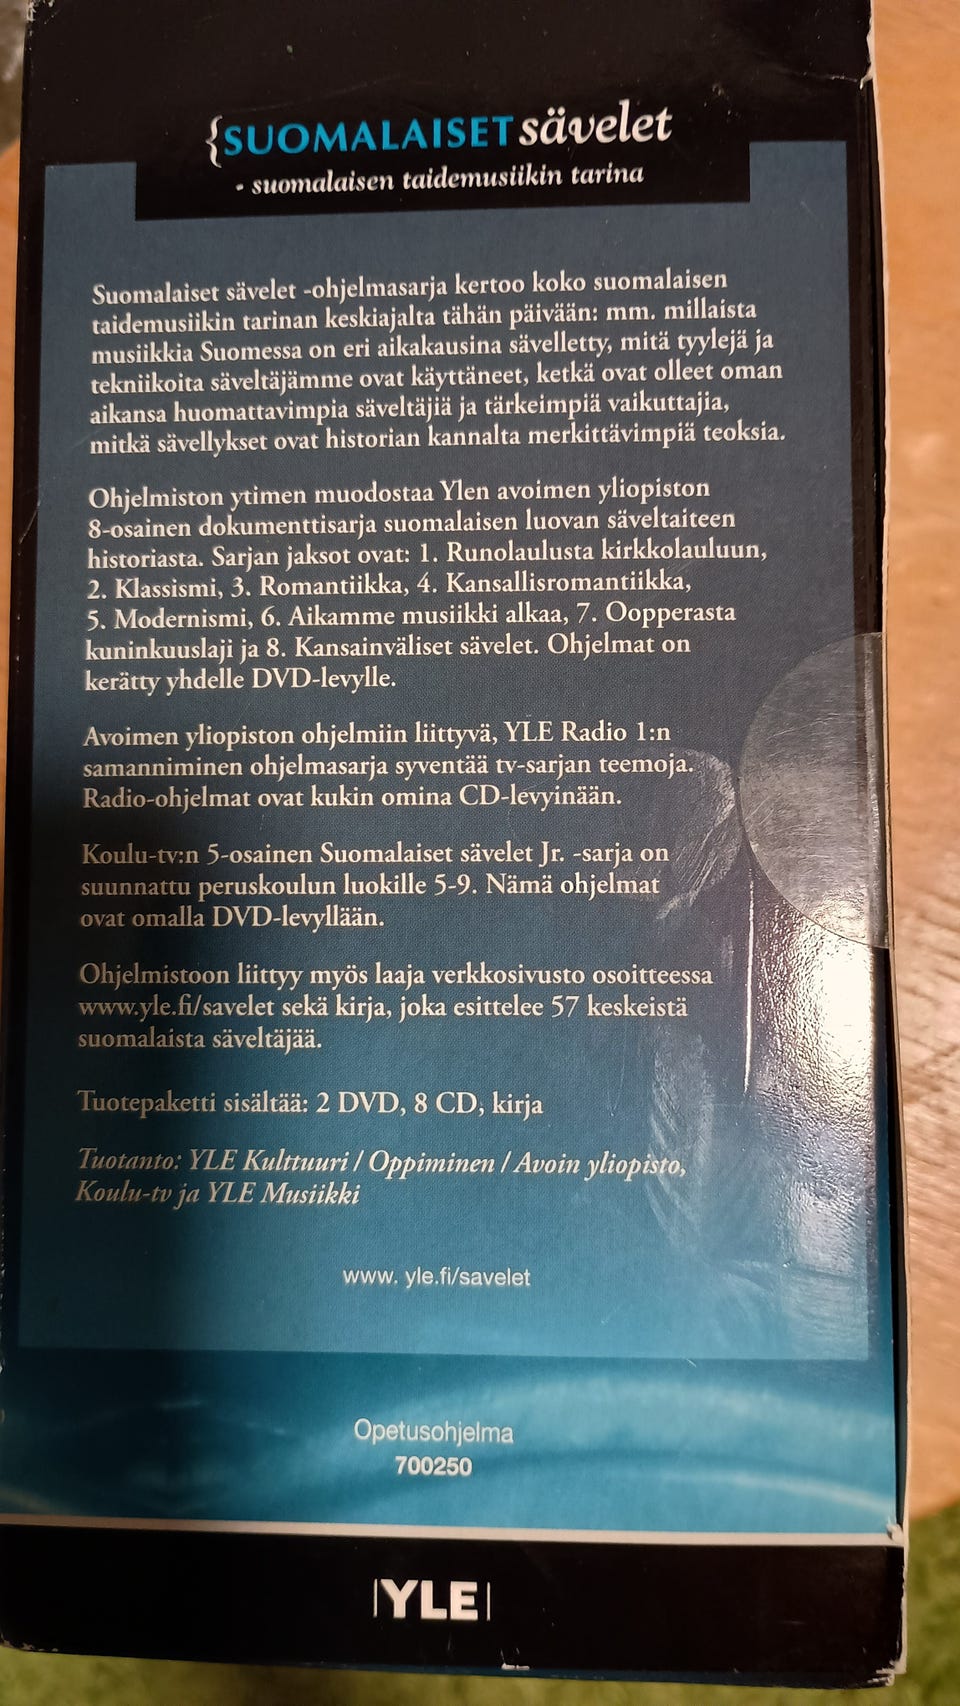 {SUOMALAISET sävelet
- suomalaisen taidemusiikin tarina
Suomalaiset sävelet -ohjelmasarja kertoo koko suomalaisen
taidemusiikin tarinan keskiajalta tähän päivään: mm. millaista
musiikkia Suomessa on eri aikakausina sävelletty, mitä tyylejä ja
tekniikoita säveltäjämme ovat käyttäneet, ketkä ovat olleet oman
aikansa huomattavimpia säveltäjiä ja tärkeimpiä vaikuttajia,
mitkä sävellykset ovat historian kannalta merkittävimpiä teoksia.
Ohjelmiston ytimen muodostaa Ylen avoimen yliopiston
8-osainen dokumenttisarja suomalaisen luovan säveltaiteen
historiasta. Sarjan jaksot ovat: 1. Runolaulusta kirkkolauluun,
2. Klassismi, 3. Romantiikka, 4. Kansallisromantiikka,
5. Modernismi, 6. Aikamme musiikki alkaa, 7. Oopperasta
kuninkuuslaji ja 8. Kansainväliset sävelet. Ohjelmat on
kerätty yhdelle DVD-levylle.
Avoimen yliopiston ohjelmiin liittyvä, YLE Radio 1:n
samanniminen ohjelmasarja syventää tv-sarjan teemoja.
Radio-ohjelmat ovat kukin omina CD-levyinään.
Koulu-tv:n 5-osainen Suomalaiset sävelet Jr. -sarja on
suunnattu peruskoulun luokille 5-9. Nämä ohjelmat
ovat omalla DVD-levyllään.
Ohjelmistoon liittyy myös laaja verkkosivusto osoitteessa
www.yle.fi/savelet sekä kirja, joka esittelee 57 keskeistä
suomalaista säveltäjää.
Tuotepaketti sisältää: 2 DVD, 8 CD, kirja
Tuotanto: YLE Kulttuuri / Oppiminen / Avoin yliopisto,
Koulu-tv ja YLE Musiikki
www. yle.fi/savelet
Opetusohjelma
700250
|YLE|